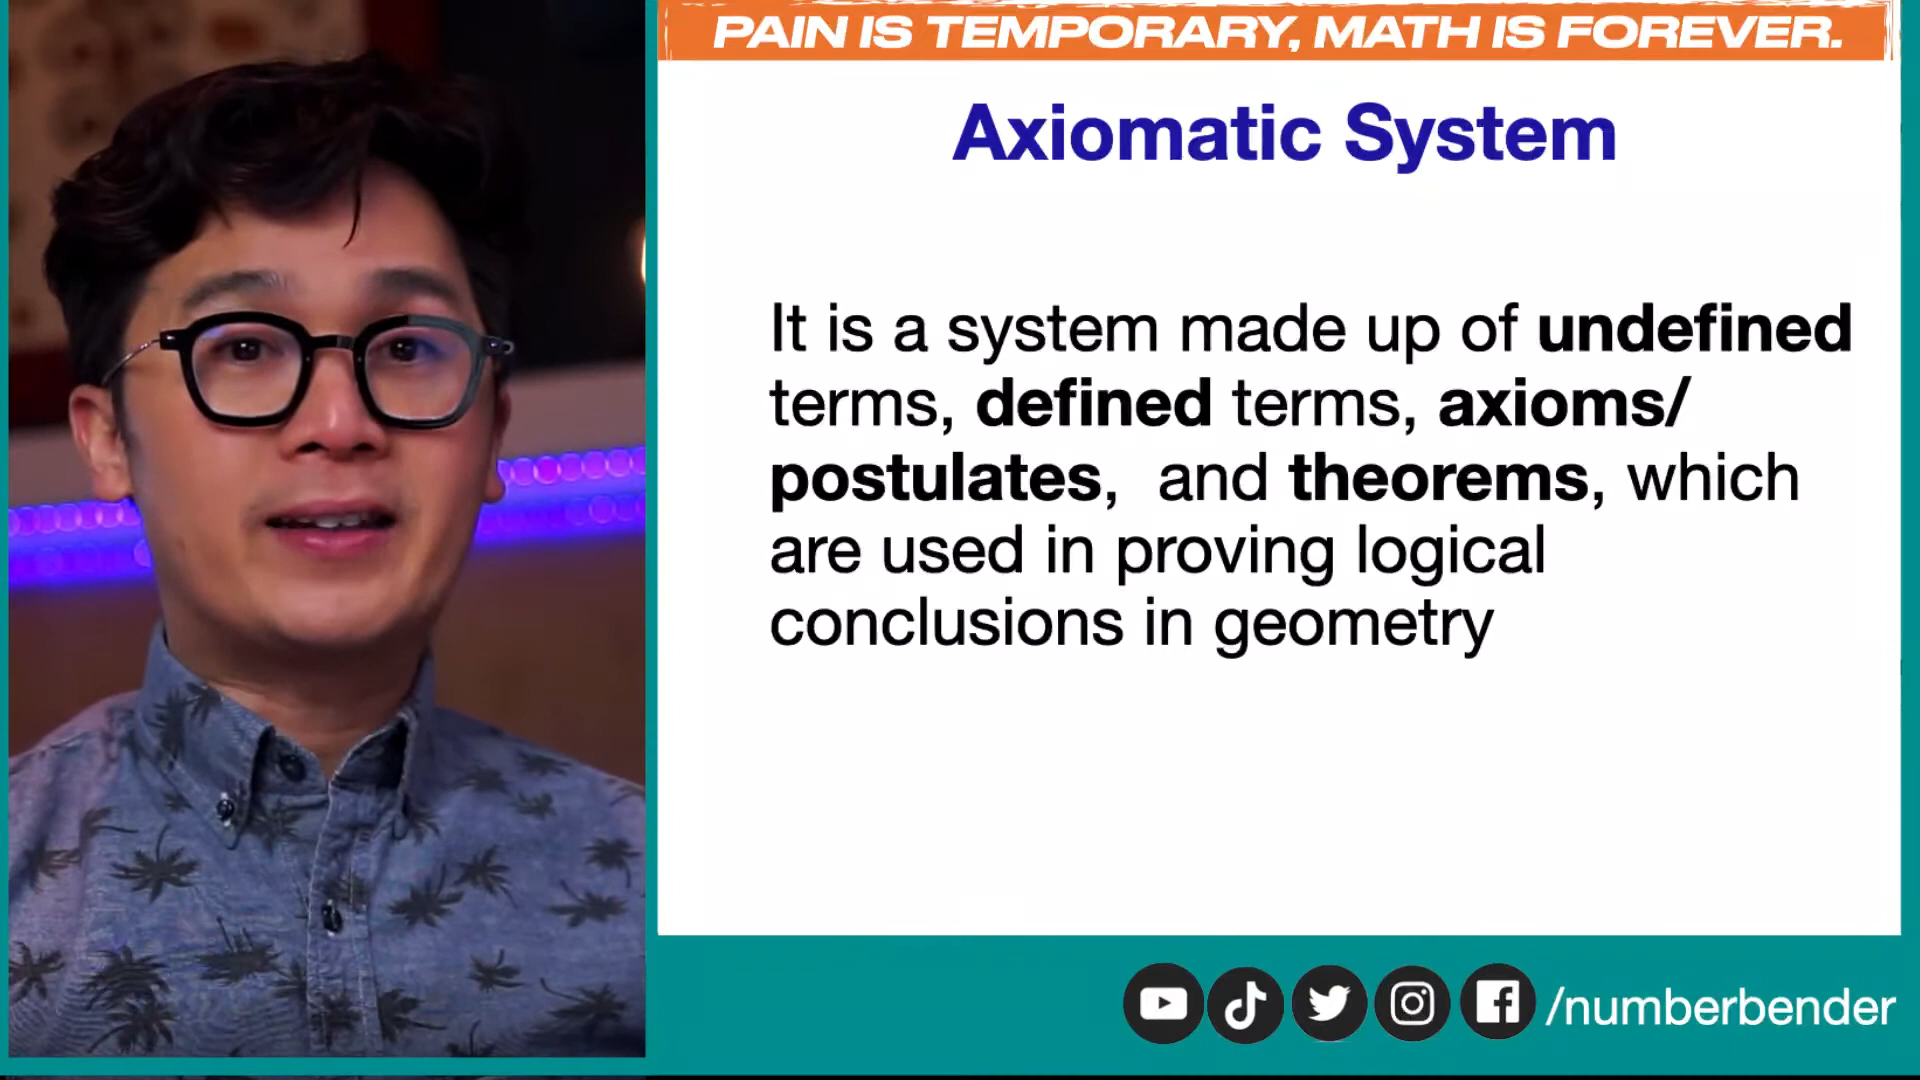 PAIN IS TEMPORARY, MATH IS FOREVER.
Axiomatic System
It is a system made up of undefined
terms, defined terms, axioms/
postulates,  and theorems, which
are used in proving logical
conclusions in geometry
/numberbender